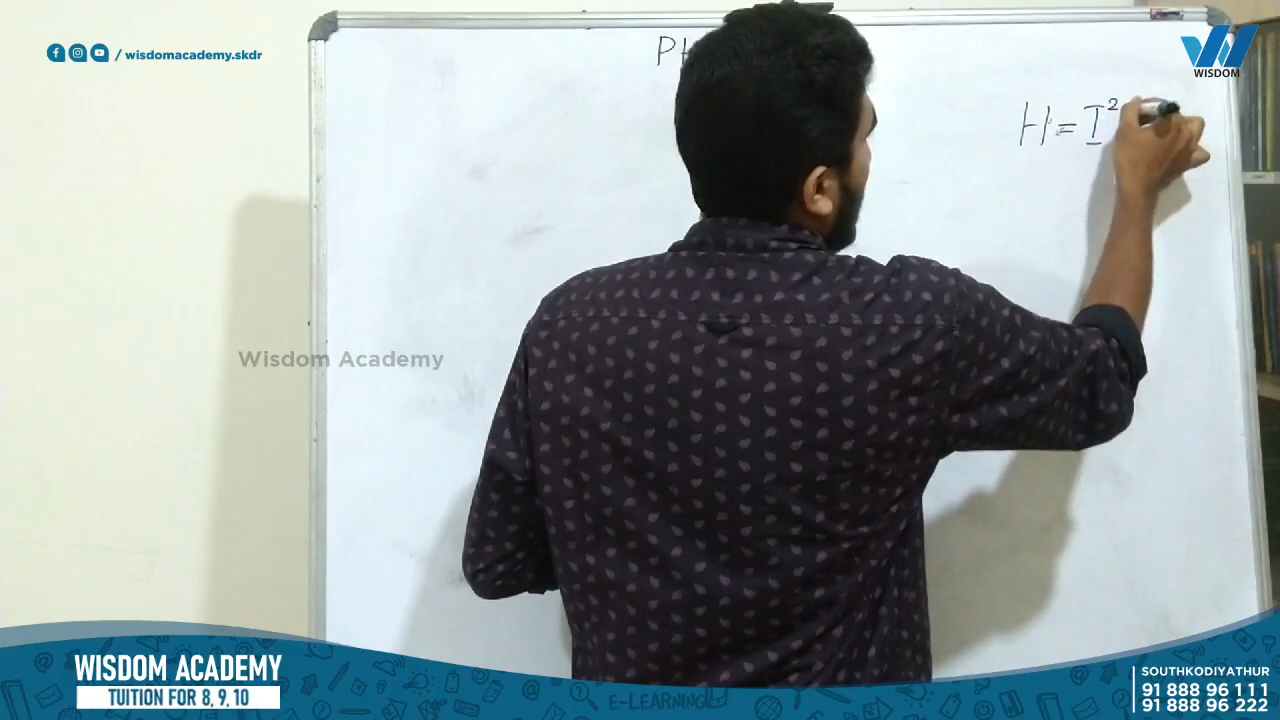 / wisdomacademy.skdr
WISDOM
H = I²
Wisdom Academy
WISDOM ACADEMY
TUITION FOR 8, 9, 10
E-LEARNING
SOUTHKODIYATHUR
91 888 96 111
91 888 96 222